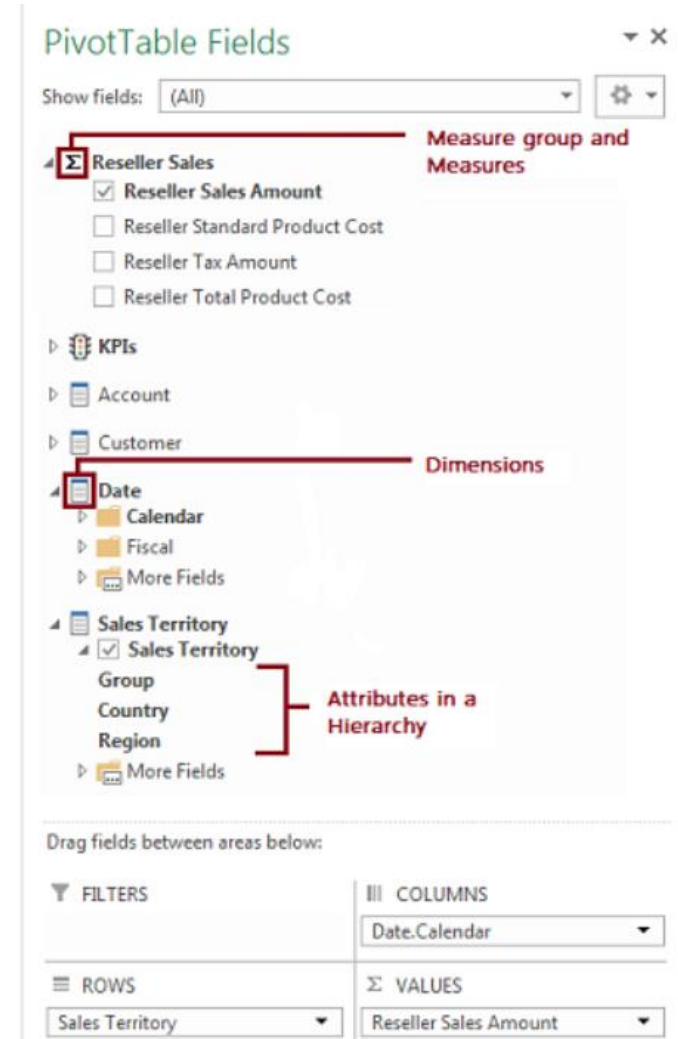 PivotTable Fields
Show fields: (All)
Measure group and
Measures
Σ Reseller Sales
Reseller Sales Amount
Reseller Standard Product Cost
Reseller Tax Amount
Reseller Total Product Cost
KPIs
Account
Customer
Dimensions
Date
Calendar
Fiscal
More Fields
Sales Territory
Sales Territory
Group
Country
Region
Attributes in a
Hierarchy
More Fields
Drag fields between areas below:
FILTERS
COLUMNS
Date.Calendar
ROWS
Σ VALUES
Sales Territory
Reseller Sales Amount